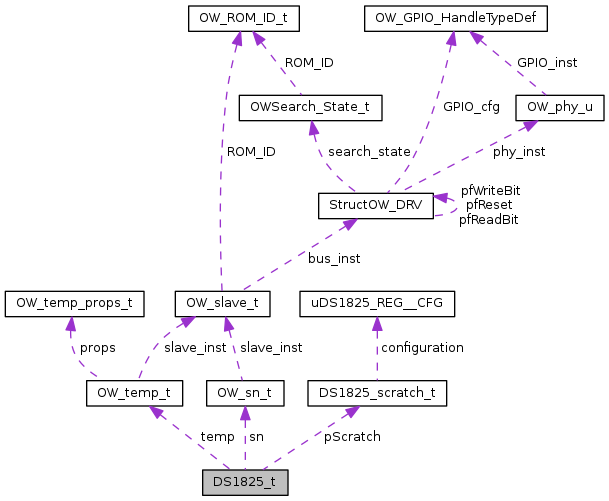 OW_ROM_ID_t
OW_GPIO_HandleTypeDef
ROM_ID
GPIO_inst
OWSearch_State_t
OW_phy_u
GPIO_cfg
ROM_ID
search_state
phy_inst
StructOW_DRV
pfWriteBit
pfReset
pfReadBit
bus_inst
OW_temp_props_t
OW_slave_t
uDS1825_REG__CFG
props
slave_inst
slave_inst
configuration
OW_temp_t
OW_sn_t
DS1825_scratch_t
temp
sn
pScratch
DS1825_t